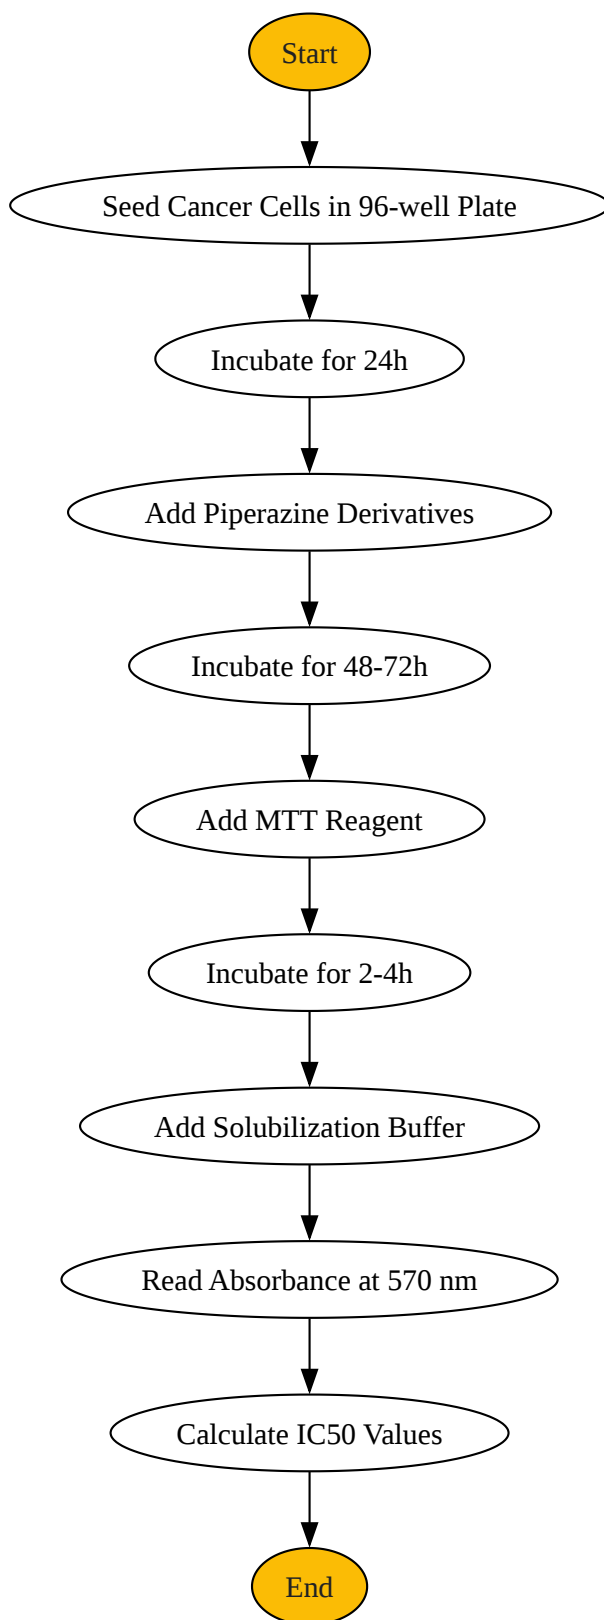 Start
Seed Cancer Cells in 96-well Plate
Incubate for 24h
Add Piperazine Derivatives
Incubate for 48-72h
Add MTT Reagent
Incubate for 2-4h
Add Solubilization Buffer
Read Absorbance at 570 nm
Calculate IC50 Values
End